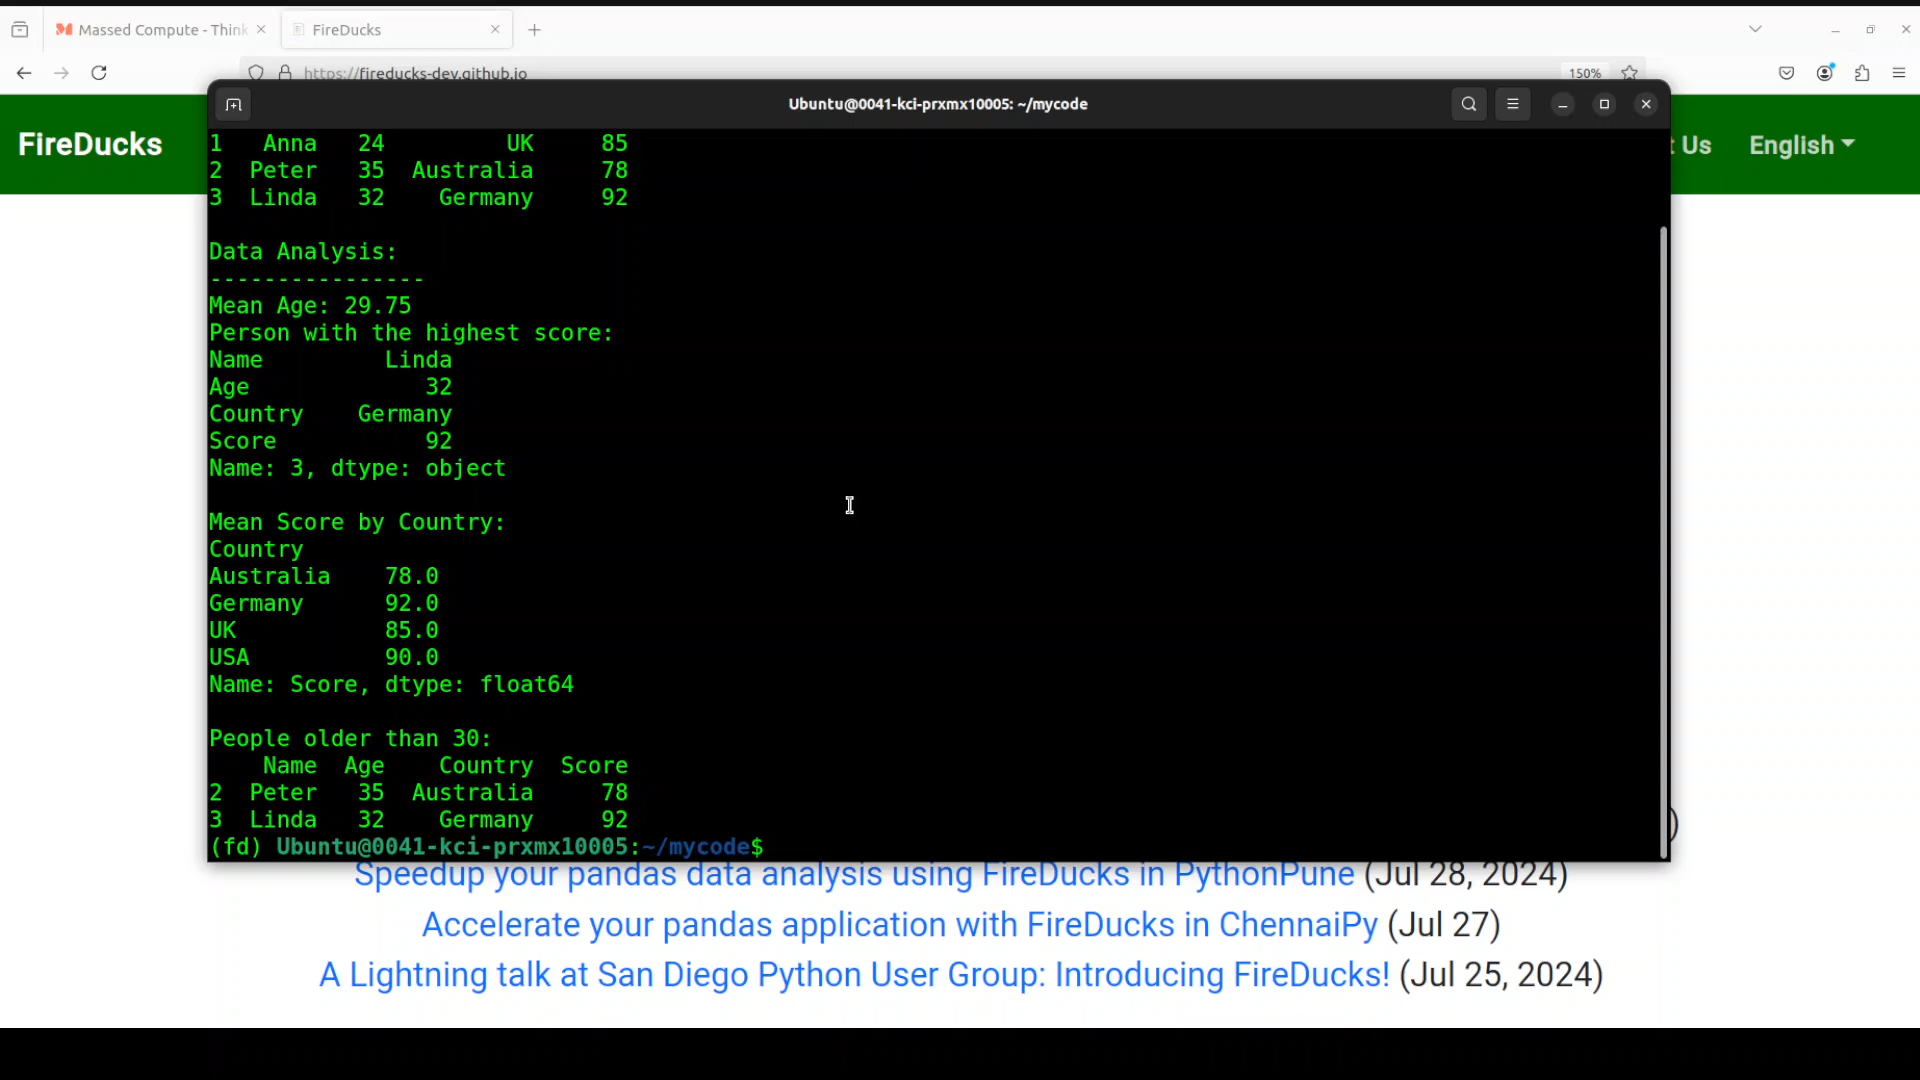 Massed Compute - Think
FireDucks
https://fireducks-dev.github.io
150%
Ubuntu@0041-kci-prxmx10005: ~/mycode
FireDucks
t Us
English
1   Anna   24         UK     85
2  Peter   35  Australia     78
3  Linda   32    Germany     92
Data Analysis:
----------------
Mean Age: 29.75
Person with the highest score:
Name         Linda
Age             32
Country    Germany
Score           92
Name: 3, dtype: object
Mean Score by Country:
Country
Australia    78.0
Germany      92.0
UK           85.0
USA          90.0
Name: Score, dtype: float64
People older than 30:
    Name  Age    Country  Score
2  Peter   35  Australia     78
3  Linda   32    Germany     92
(fd) Ubuntu@0041-kci-prxmx10005:~/mycode$
)
Speedup your pandas data analysis using FireDucks in PythonPune (Jul 28, 2024)
Accelerate your pandas application with FireDucks in ChennaiPy (Jul 27)
A Lightning talk at San Diego Python User Group: Introducing FireDucks! (Jul 25, 2024)